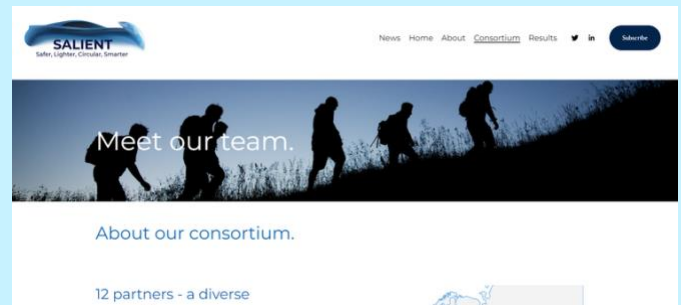 SALIENT
Safer, Lighter, Circular, Smarter
News Home About Consortium Results Subscribe
Meet our team.
About our consortium.
12 partners - a diverse